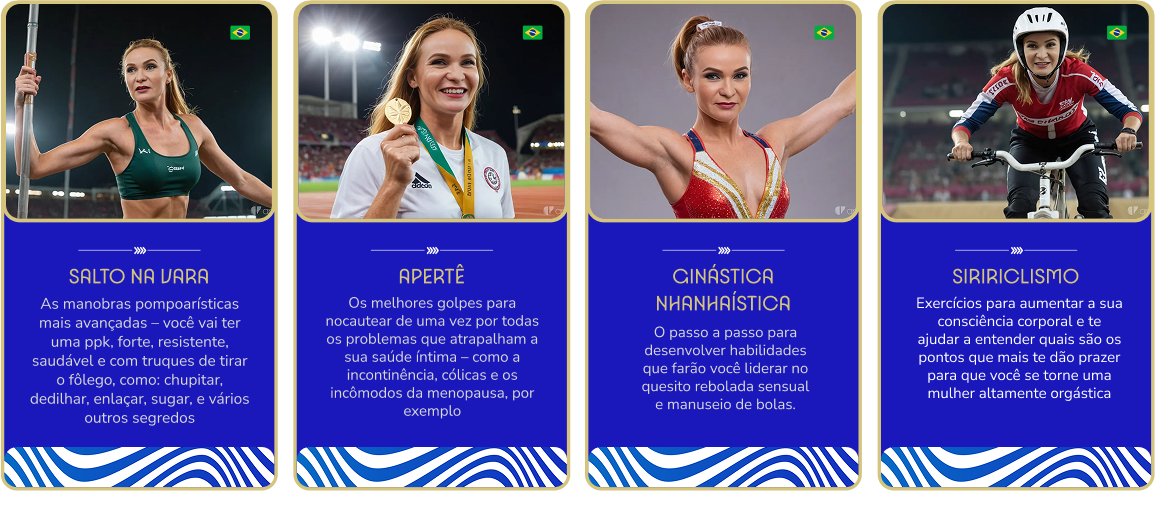 SALTO NA VARA
As manobras pompoarísticas
mais avançadas – você vai ter
uma ppk, forte, resistente,
saudável e com truques de tirar
o fôlego, como: chupitar,
dedilhar, enlaçar, sugar, e vários
outros segredos
APERTÊ
Os melhores golpes para
nocautear de uma vez por todas
os problemas que atrapalham a
sua saúde íntima – como a
incontinência, cólicas e os
incômodos da menopausa, por
exemplo
GINÁSTICA
NHANHAÍSTICA
O passo a passo para
desenvolver habilidades
que farão você liderar no
quesito rebolada sensual
e manuseio de bolas.
SIRIRICLISMO
Exercícios para aumentar a sua
consciência corporal e te
ajudar a entender quais são os
pontos que mais te dão prazer
para que você se torne uma
mulher altamente orgástica